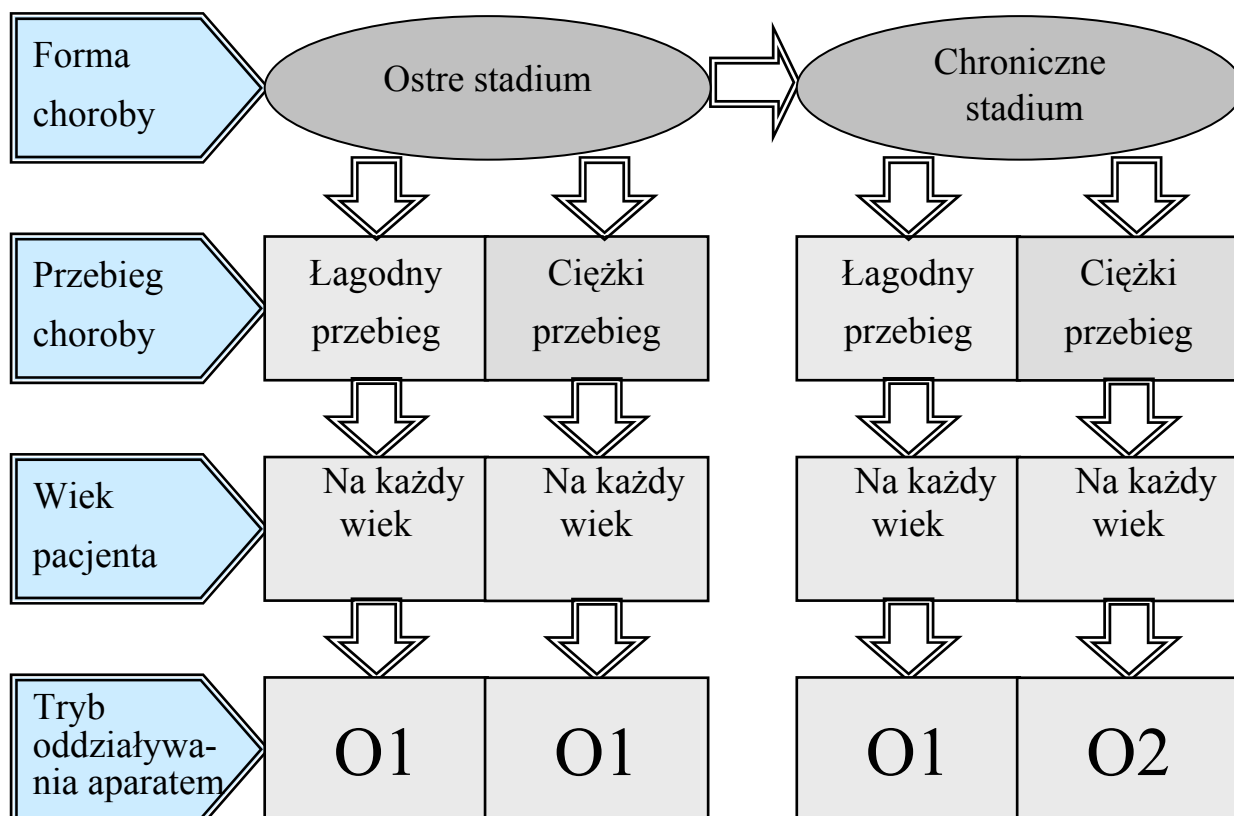 Forma
choroby
Ostre stadium
Chroniczne
stadium
Przebieg
choroby
Łagodny
przebieg
Ciężki
przebieg
Łagodny
przebieg
Ciężki
przebieg
Wiek
pacjenta
Na każdy
wiek
Na każdy
wiek
Na każdy
wiek
Na każdy
wiek
Tryb
oddziaływa-
nia aparatem
O1
O1
O1
O2